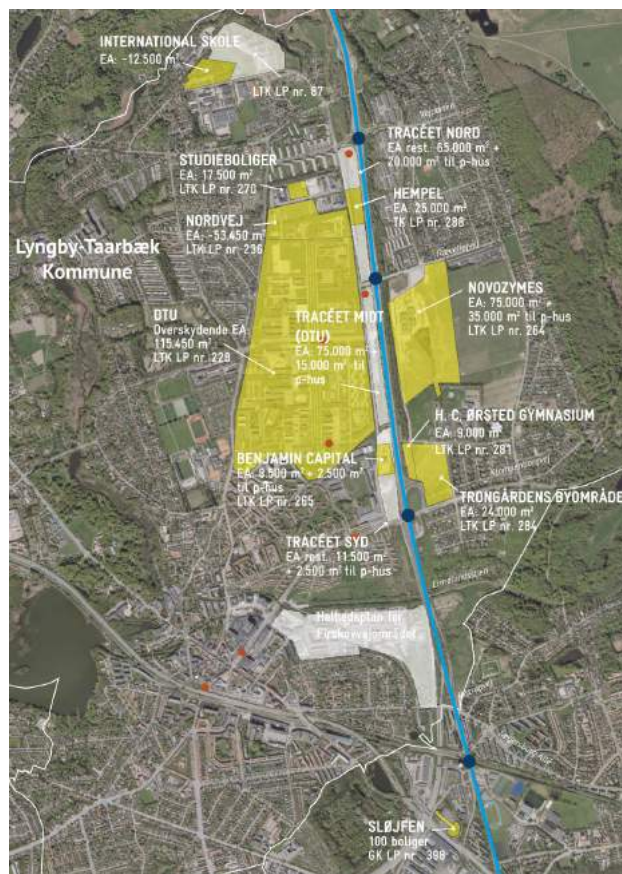 INTERNATIONAL SKOLE
EA: -12.500 m²
LTK LP nr. 87
TRACÉET NORD
EA rest. 65.000 m² +
20.000 m² til p-hus
STUDIEBOLIGER
EA: 17.500 m²
LTK LP nr. 270
HEMPEL
EA: 25.000 m²
TK LP nr. 288
NORDVEJ
EA: -53.450 m²
LTK LP nr. 236
Lyngby-Taarbæk
Kommune
NOVOZYMES
EA: 75.000 m² +
35.000 m² til p-hus
LTK LP nr. 264
DTU
Overskydende EA:
115.450 m²
LTK LP nr. 228
TRACÉET MIDT
(DTU)
EA: 75.000 m² +
15.000 m² til
p-hus
H. C. ØRSTED GYMNASIUM
EA: 9.000 m²
LTK LP nr. 281
BENJAMIN CAPITAL
EA: 8.500 m² + 2.500 m²
til p-hus
LTK LP nr. 265
TRONGÅRDENS BYOMRÅDE
EA: 24.000 m²
LTK LP nr. 284
TRACÉET SYD
EA rest. 11.500 m²
+ 2.500 m² til p-hus
Helhedsplan for
Firskovvejområdet
SLØJFEN
100 boliger
GK LP nr. 398